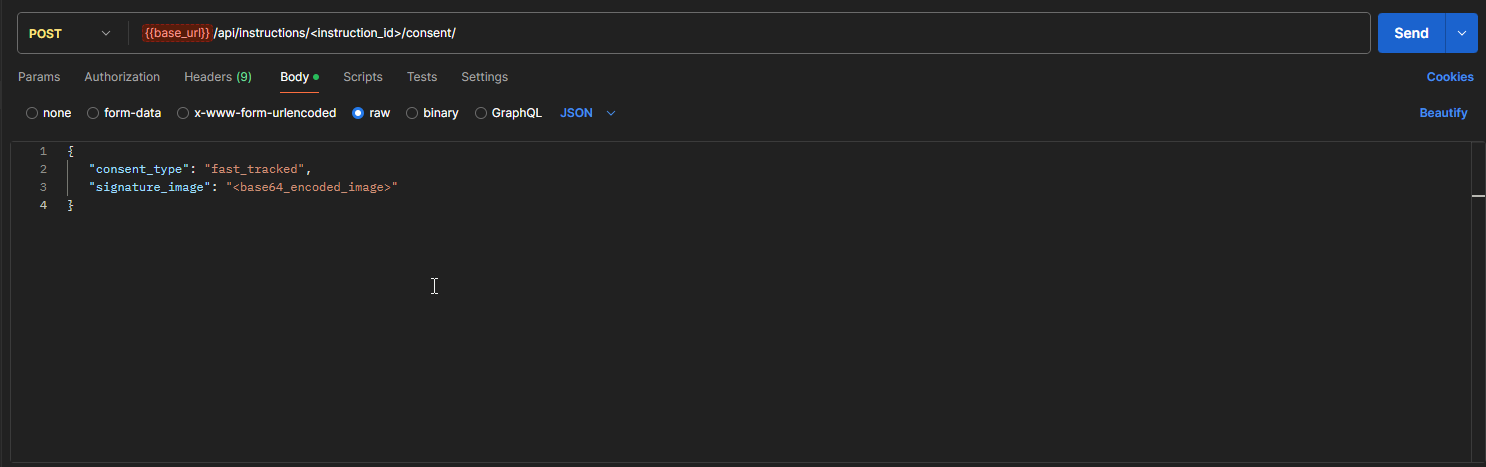 POST {{base_url}}/api/instructions/<instruction_id>/consent/ Send
Params Authorization Headers (9) Body Scripts Tests Settings Cookies
none form-data x-www-form-urlencoded raw binary GraphQL JSON Beautify
1 {
2 "consent_type": "fast_tracked",
3 "signature_image": "<base64_encoded_image>"
4 }